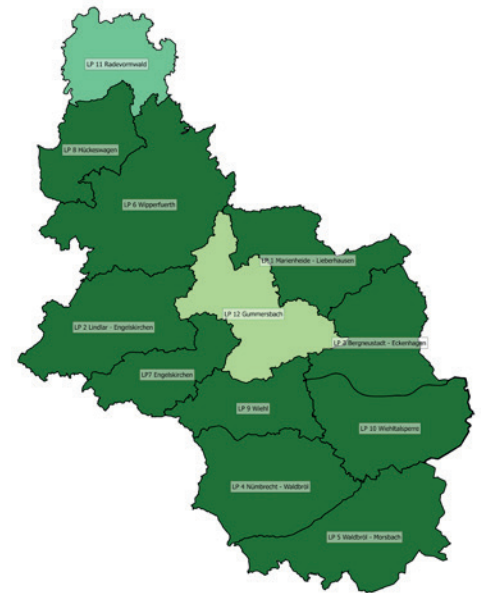 LP 11 Radevormwald
LP 8 Hückeswagen
LP 6 Wipperfuerth
LP 1 Marienheide - Lieberhausen
LP 12 Gummersbach
LP 2 Lindlar - Engelskirchen
LP 3 Bergneustadt - Eckenhagen
LP7 Engelskirchen
LP 9 Wiehl
LP 10 Wiehltalsperre
LP 4 Nümbrecht - Waldbröl
LP 5 Waldbröl - Morsbach